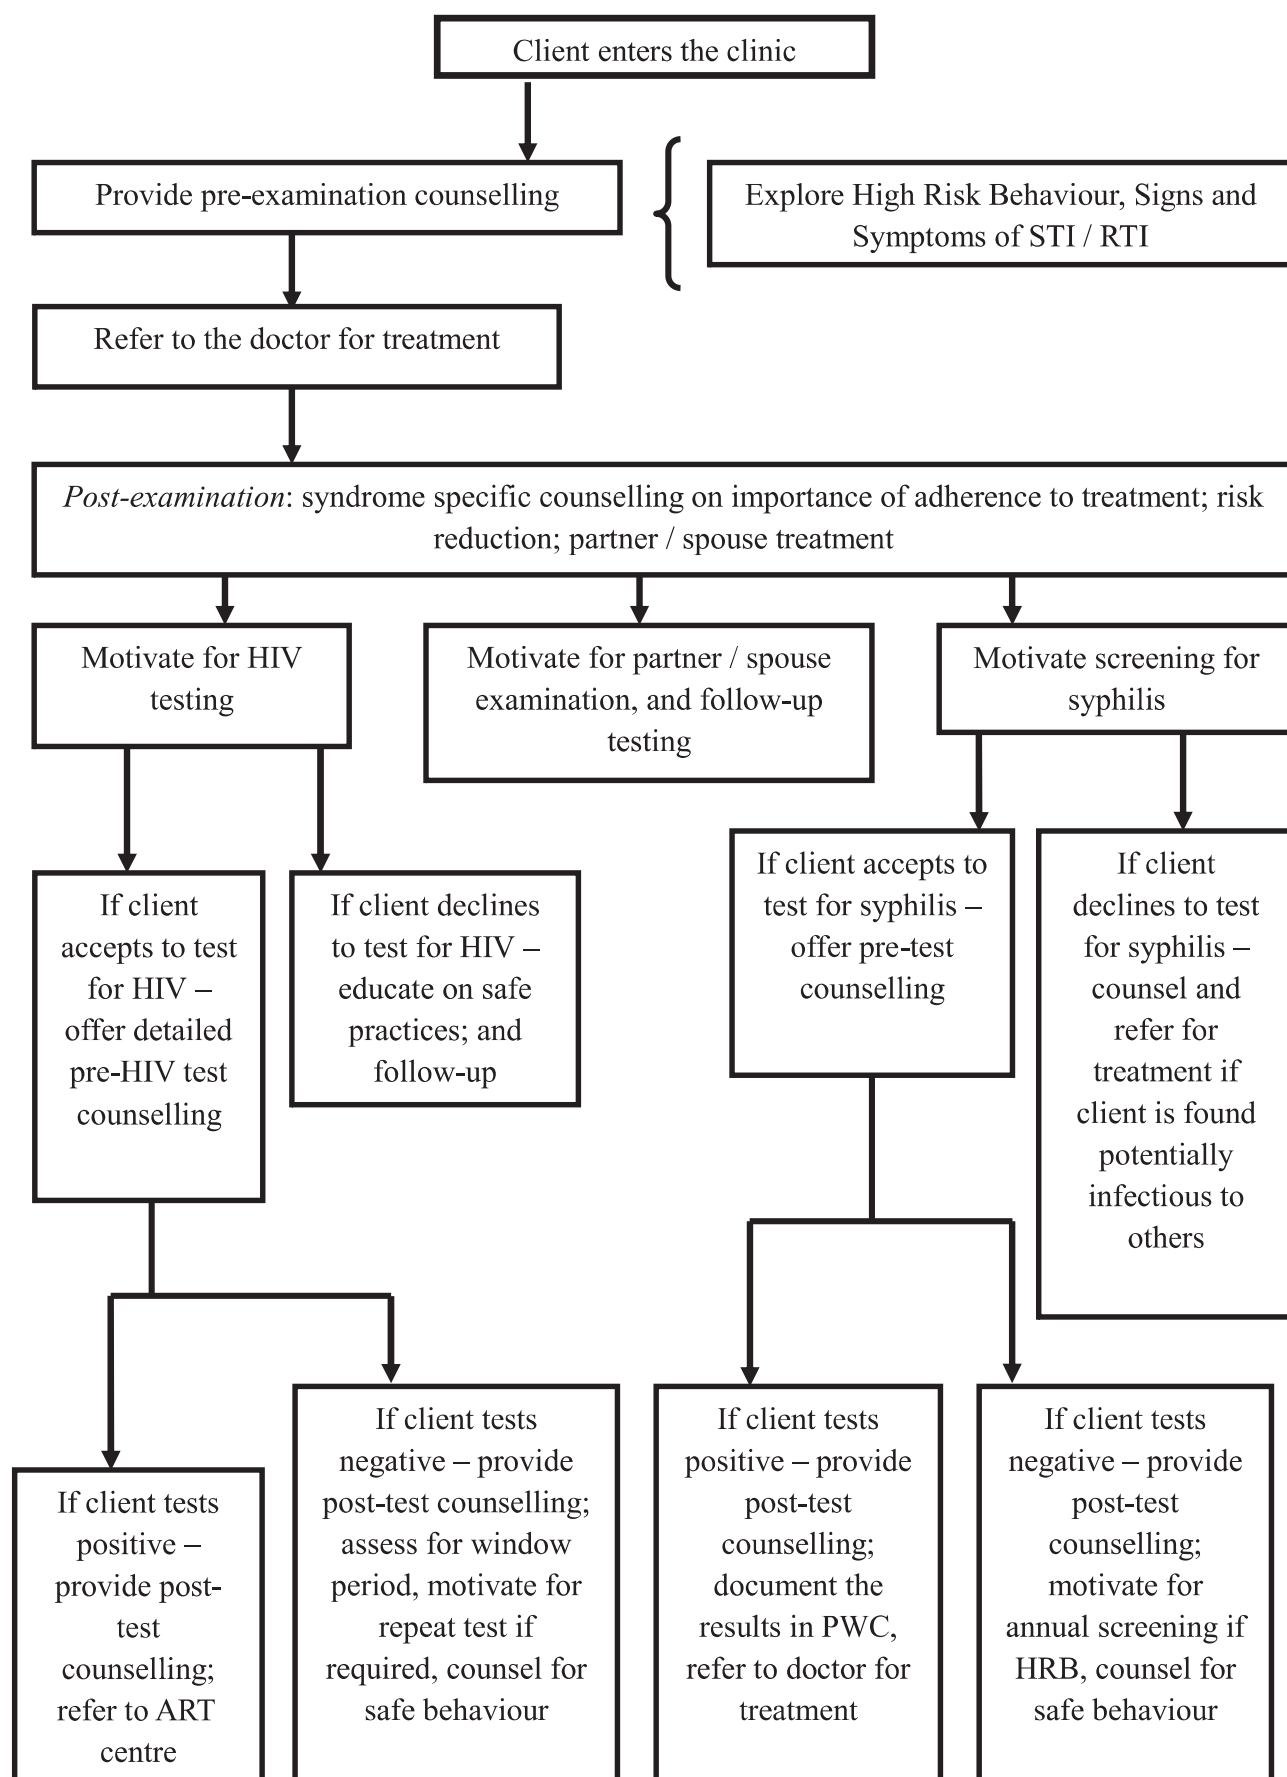 Client enters the clinic
Provide pre-examination counselling
Explore High Risk Behaviour, Signs and
Symptoms of STI / RTI
Refer to the doctor for treatment
Post-examination: syndrome specific counselling on importance of adherence to treatment; risk
reduction; partner / spouse treatment
Motivate for HIV
testing
Motivate for partner / spouse
examination, and follow-up
testing
Motivate screening for
syphilis
If client
accepts to test
for HIV –
offer detailed
pre-HIV test
counselling
If client declines
to test for HIV –
educate on safe
practices; and
follow-up
If client accepts to
test for syphilis –
offer pre-test
counselling
If client
declines to test
for syphilis –
counsel and
refer for
treatment if
client is found
potentially
infectious to
others
If client tests
positive –
provide post-
test
counselling;
refer to ART
centre
If client tests
negative – provide
post-test counselling;
assess for window
period, motivate for
repeat test if
required, counsel for
safe behaviour
If client tests
positive – provide
post-test
counselling;
document the
results in PWC,
refer to doctor for
treatment
If client tests
negative – provide
post-test
counselling;
motivate for
annual screening if
HRB, counsel for
safe behaviour